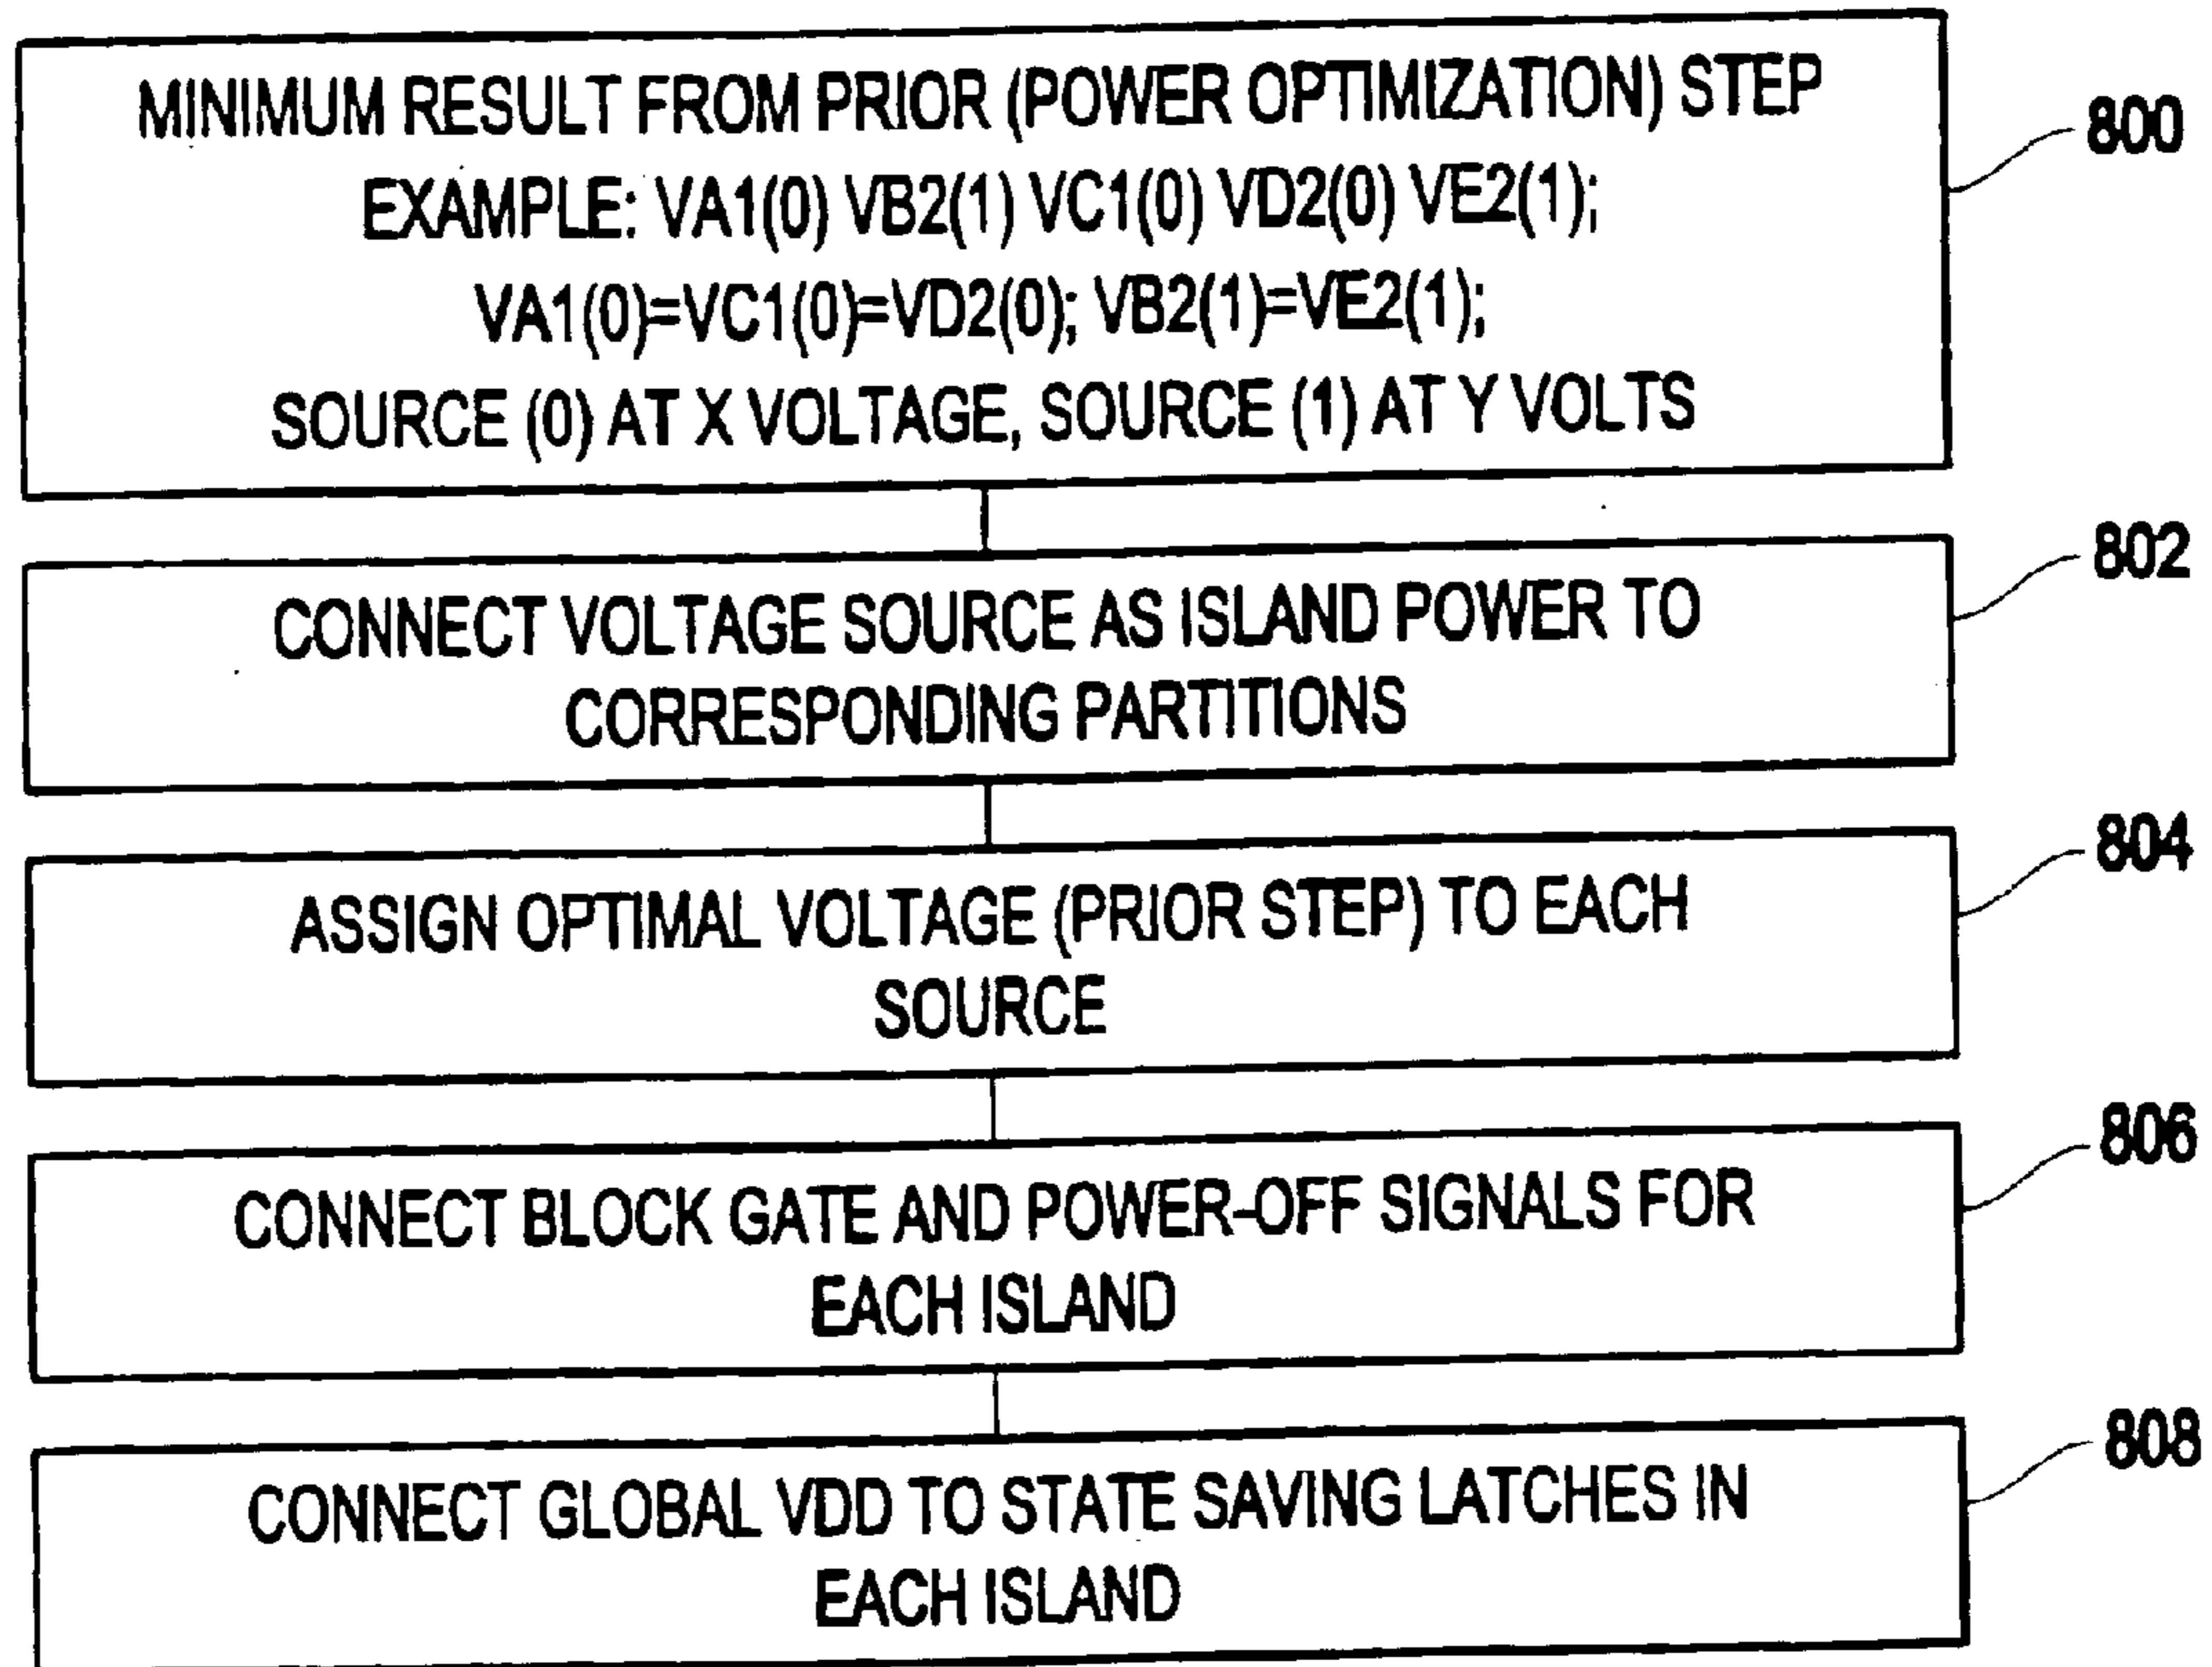 MINIMUM RESULT FROM PRIOR (POWER OPTIMIZATION) STEP
EXAMPLE: VA1(0) VB2(1) VC1(0) VD2(0) VE2(1);
VA1(0)=VC1(0)=VD2(0); VB2(1)=VE2(1);
SOURCE (0) AT X VOLTAGE, SOURCE (1) AT Y VOLTS
800
CONNECT VOLTAGE SOURCE AS ISLAND POWER TO
CORRESPONDING PARTITIONS
802
ASSIGN OPTIMAL VOLTAGE (PRIOR STEP) TO EACH
SOURCE
804
CONNECT BLOCK GATE AND POWER-OFF SIGNALS FOR
EACH ISLAND
806
CONNECT GLOBAL VDD TO STATE SAVING LATCHES IN
EACH ISLAND
808